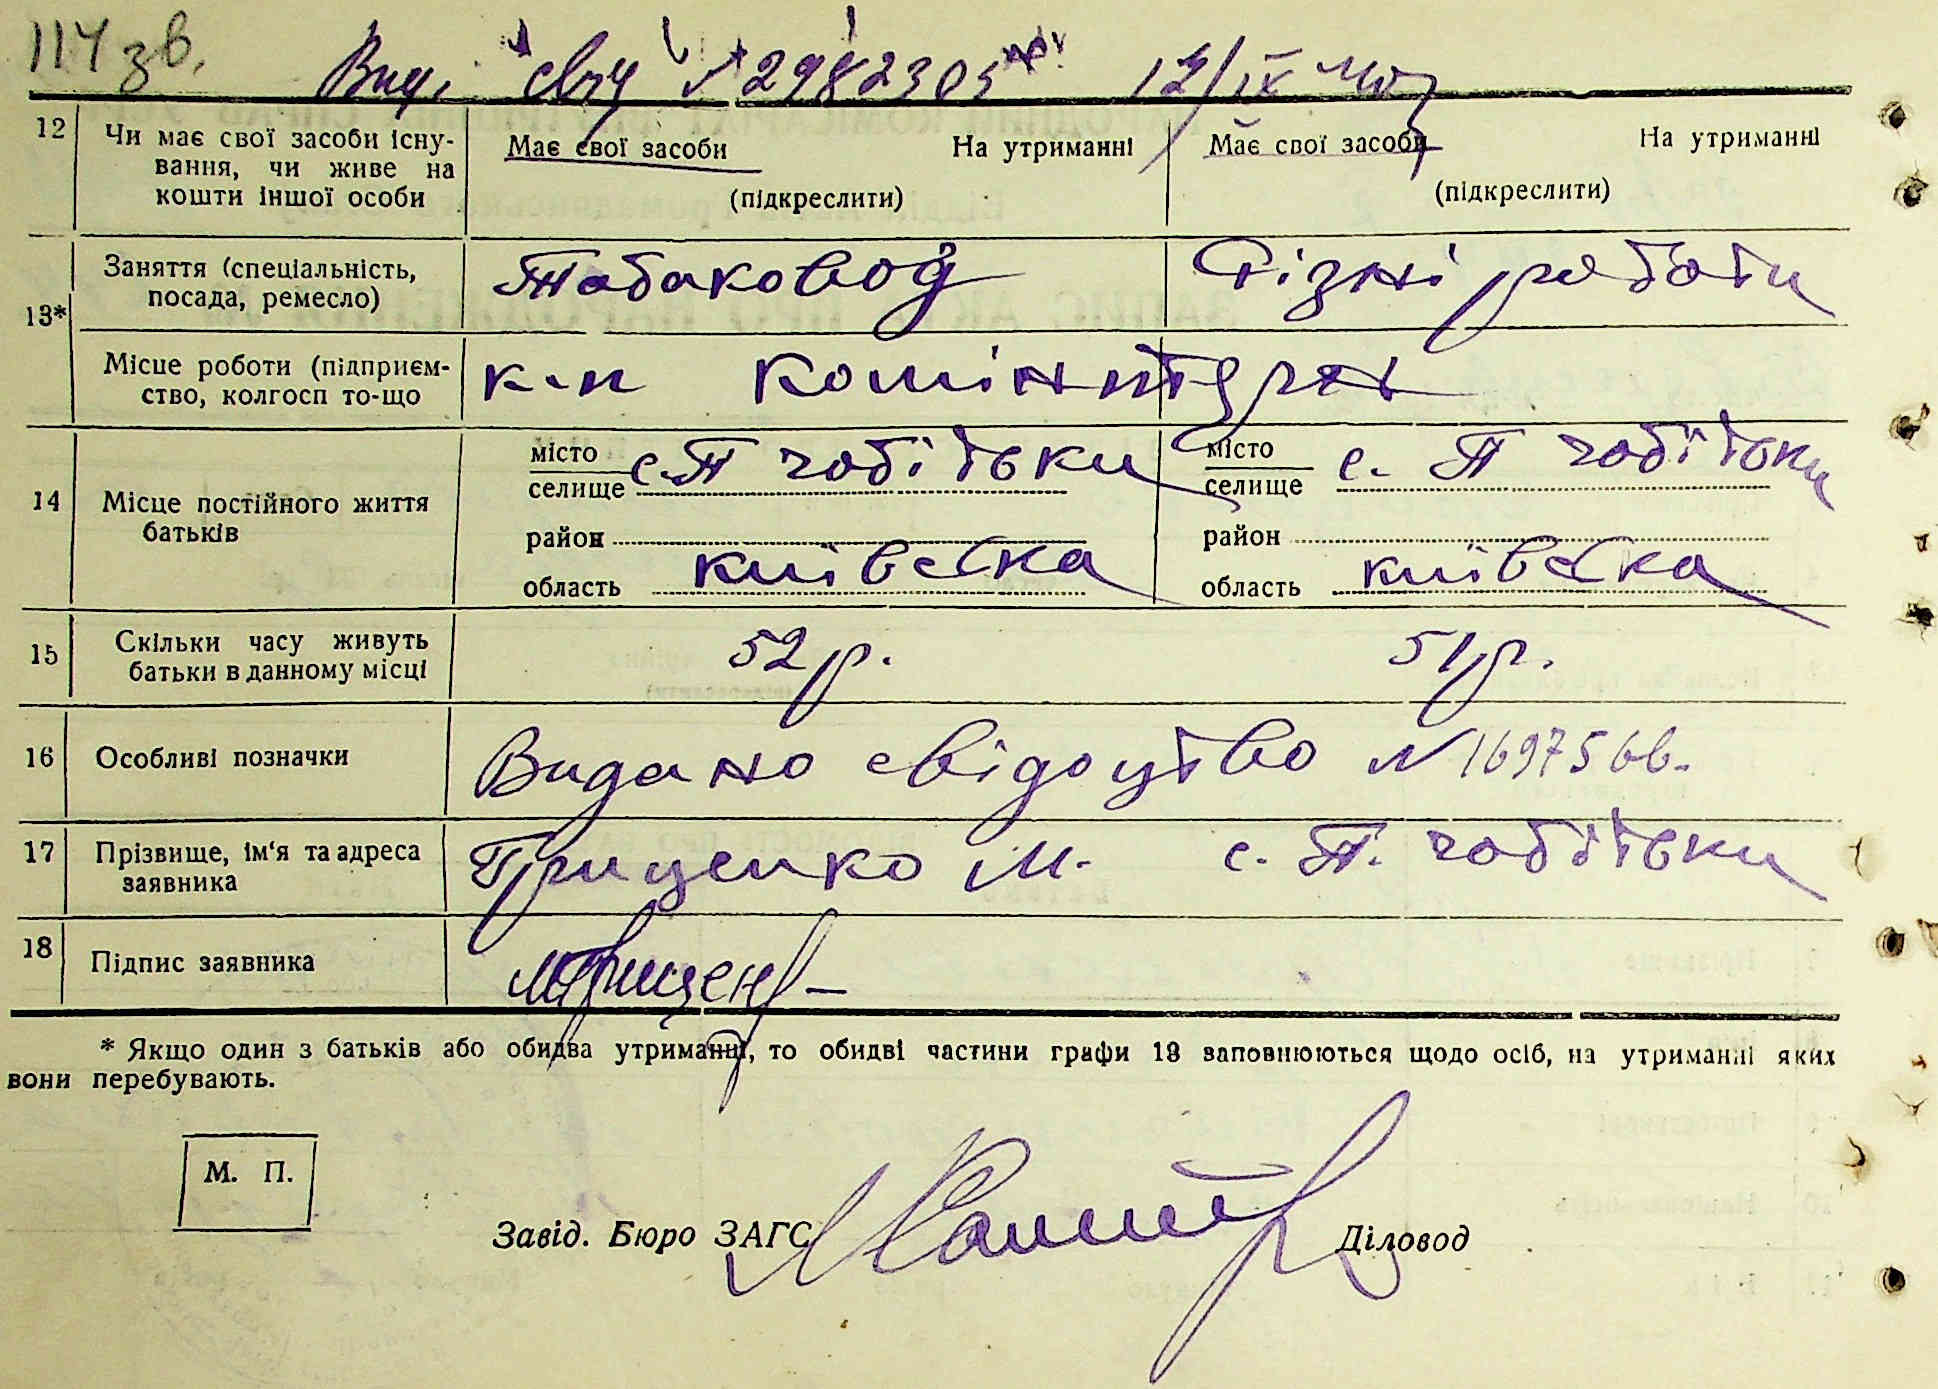 114 зв.
Вид. св-у № 2982305 12/IX
12 Чи має свої засоби існування, чи живе на кошти іншої особи
Має свої засоби На утриманні Має свої засоби На утриманні
(підкреслити) (підкреслити)
13* Заняття (спеціальність, посада, ремесло)
Табаковод Різні роботи
Місце роботи (підприємство, колгосп то-що
к-п комінтерн
14 Місце постійного життя батьків
місто селище с. П чобітьки місто селище с. П чобітьки
район район
область київська область київська
15 Скільки часу живуть батьки в данному місці
52 р. 51 р.
16 Особливі позначки
Видано свідоцтво N 1697566.
17 Прізвище, ім'я та адреса заявника
Гриценко М. с. П. чобітьки
18 Підпис заявника
МГрицен
* Якщо один з батьків або обидва утриманні, то обидві частини графи 13 заповнюються щодо осіб, на утриманні яких
вони перебувають.
М. П.
Завід. Бюро ЗАГС Діловод